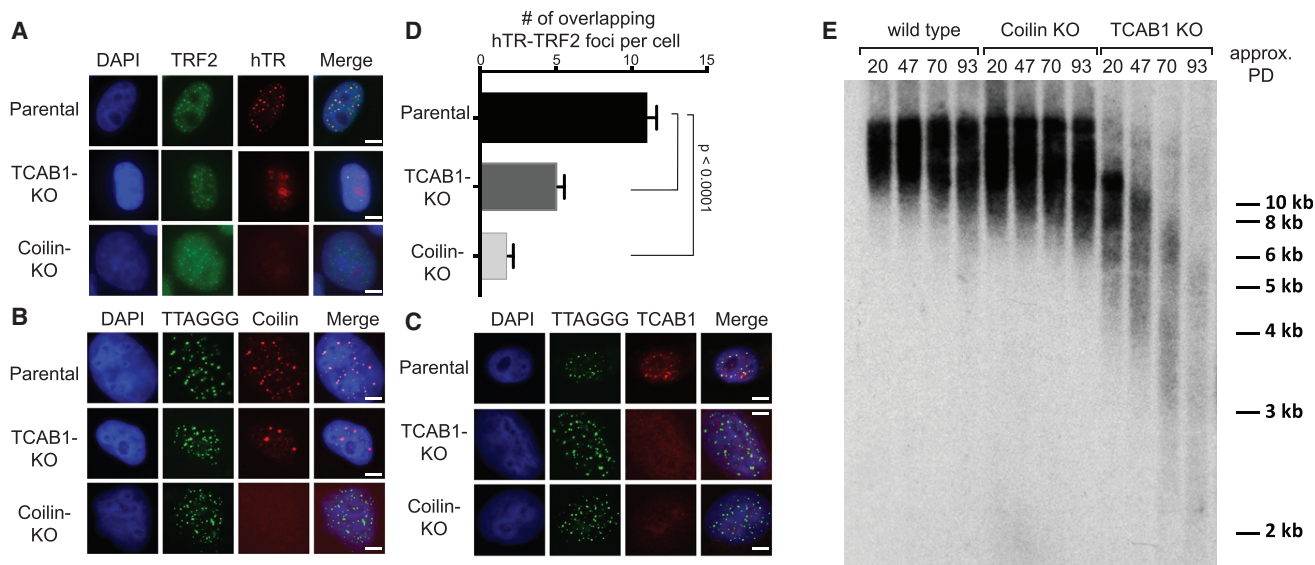 A
DAPI TRF2 hTR Merge
Parental
TCAB1-
KO
Coilin-
KO
B
DAPI TTAGGG Coilin Merge
Parental
TCAB1-
KO
Coilin-
KO
C
DAPI TTAGGG TCAB1 Merge
Parental
TCAB1-
KO
Coilin-
KO
D
# of overlapping
hTR-TRF2 foci per cell
0 5 10 15
Parental
TCAB1-
KO
Coilin-
KO
p < 0.0001
E
wild type Coilin KO TCAB1 KO
20 47 70 93 20 47 70 93 20 47 70 93
approx.
PD
10 kb
8 kb
6 kb
5 kb
4 kb
3 kb
2 kb